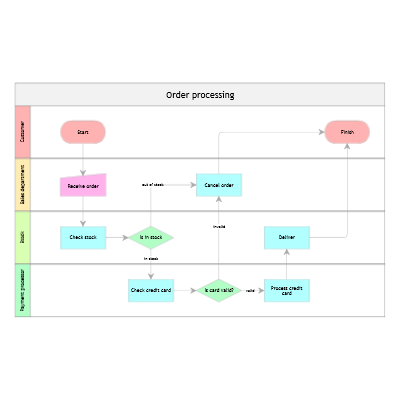 Order processing
Customer
Start
Finish
Sales department
Receive order
out of stock
Cancel order
Stock
Check stock
Is in stock
invalid
Deliver
in stock
Payment processor
Check credit card
Is card valid?
valid
Process credit
card